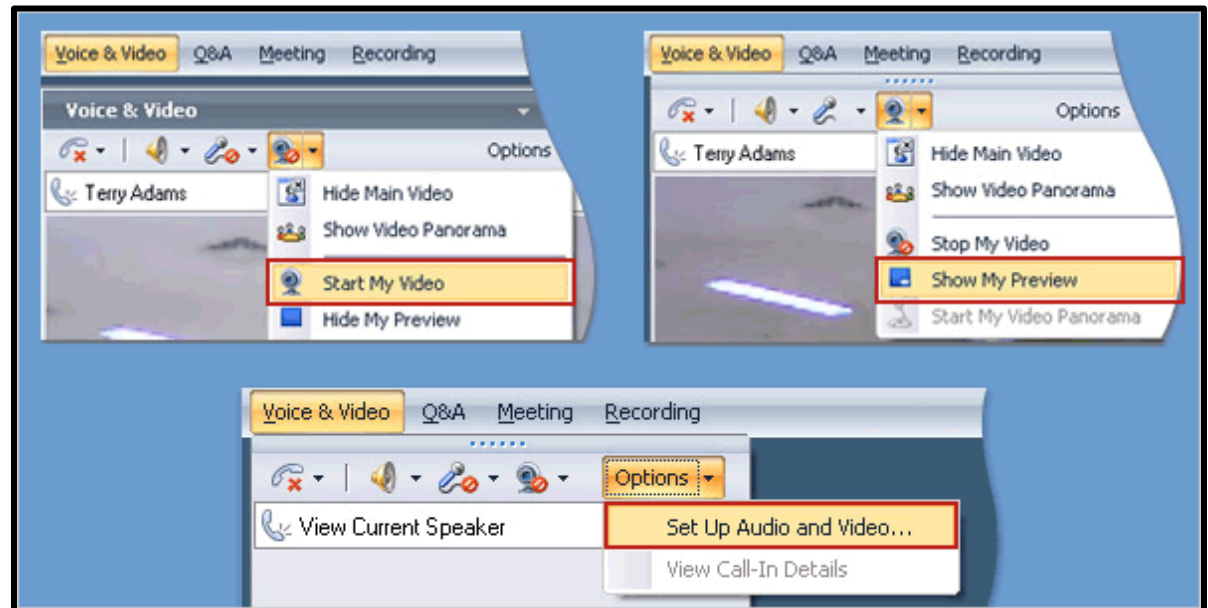 Voice & Video Q&A Meeting Recording
Voice & Video
Options
Terry Adams
Hide Main Video
Show Video Panorama
Start My Video
Hide My Preview
Voice & Video Q&A Meeting Recording
Options
Terry Adams
Hide Main Video
Show Video Panorama
Stop My Video
Show My Preview
Start My Video Panorama
Voice & Video Q&A Meeting Recording
Options
View Current Speaker
Set Up Audio and Video...
View Call-In Details